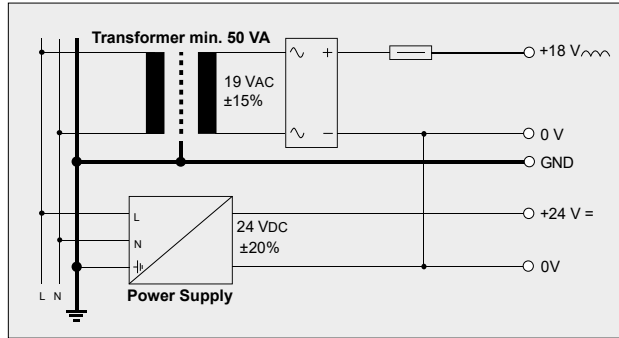 Transformer min. 50 VA
+ +18 V
19 VAC
±15%
− 0 V
GND
L +24 V =
24 VDC
N
±20%
0V
L N
Power Supply